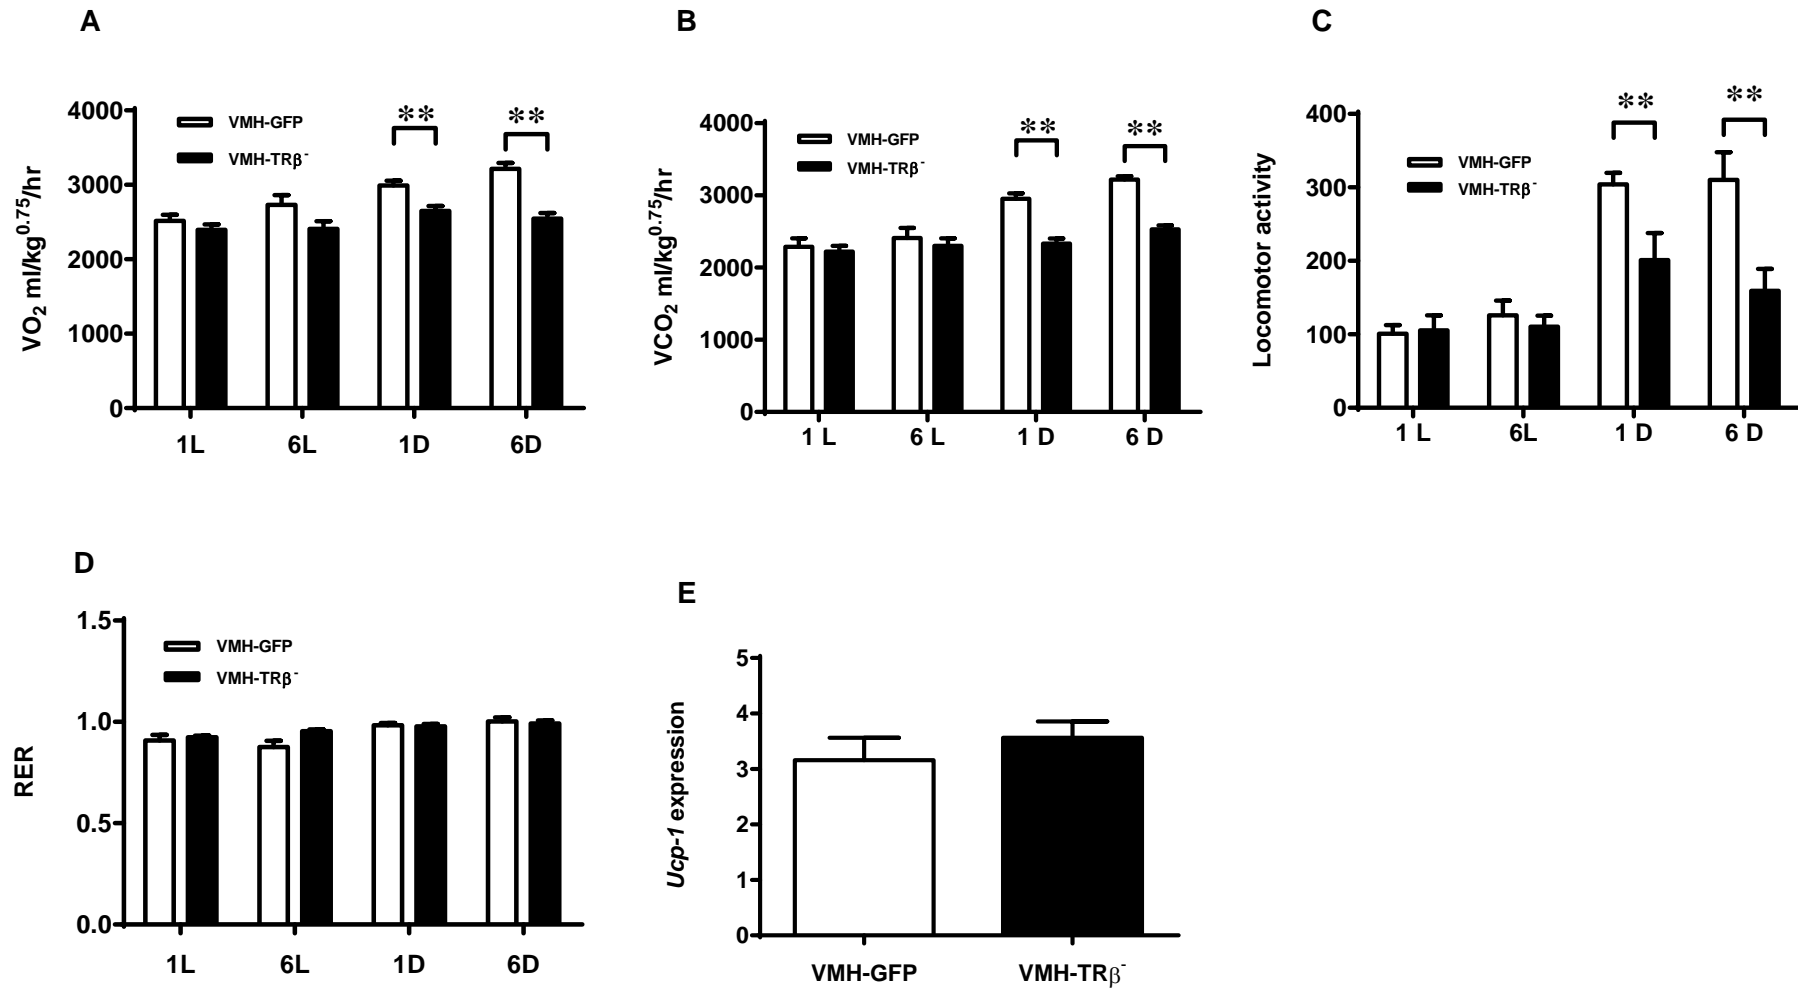 A
VO2 ml/kg0.75/hr
4000
3000
2000
1000
0
VMH-GFP
VMH-TRβ-
**
**
1L 6L 1D 6D
B
VCO2 ml/kg0.75/hr
4000
3000
2000
1000
0
VMH-GFP
VMH-TRβ-
**
**
1 L 6 L 1 D 6 D
C
Locomotor activity
400
300
200
100
0
VMH-GFP
VMH-TRβ-
**
**
1 L 6L 1 D 6 D
D
RER
1.5
1.0
0.5
0.0
VMH-GFP
VMH-TRβ-
1L 6L 1D 6D
E
Ucp-1 expression
5
4
3
2
1
0
VMH-GFP VMH-TRβ-